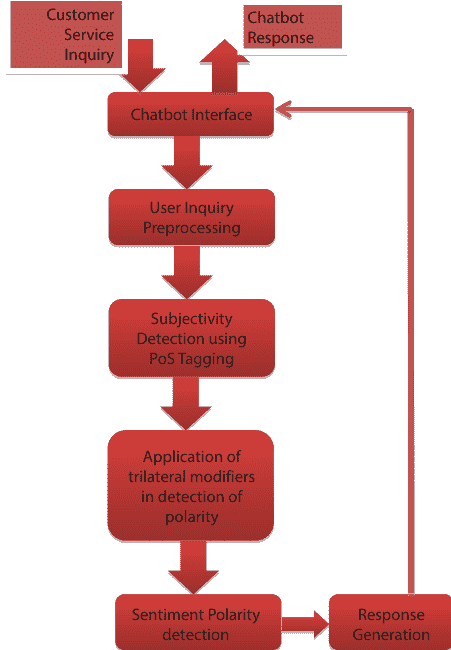 Customer
Service
Inquiry
Chatbot
Response
Chatbot Interface
User Inquiry
Preprocessing
Subjectivity
Detection using
PoS Tagging
Application of
trilateral modifiers
in detection of
polarity
Sentiment Polarity
detection
Response
Generation